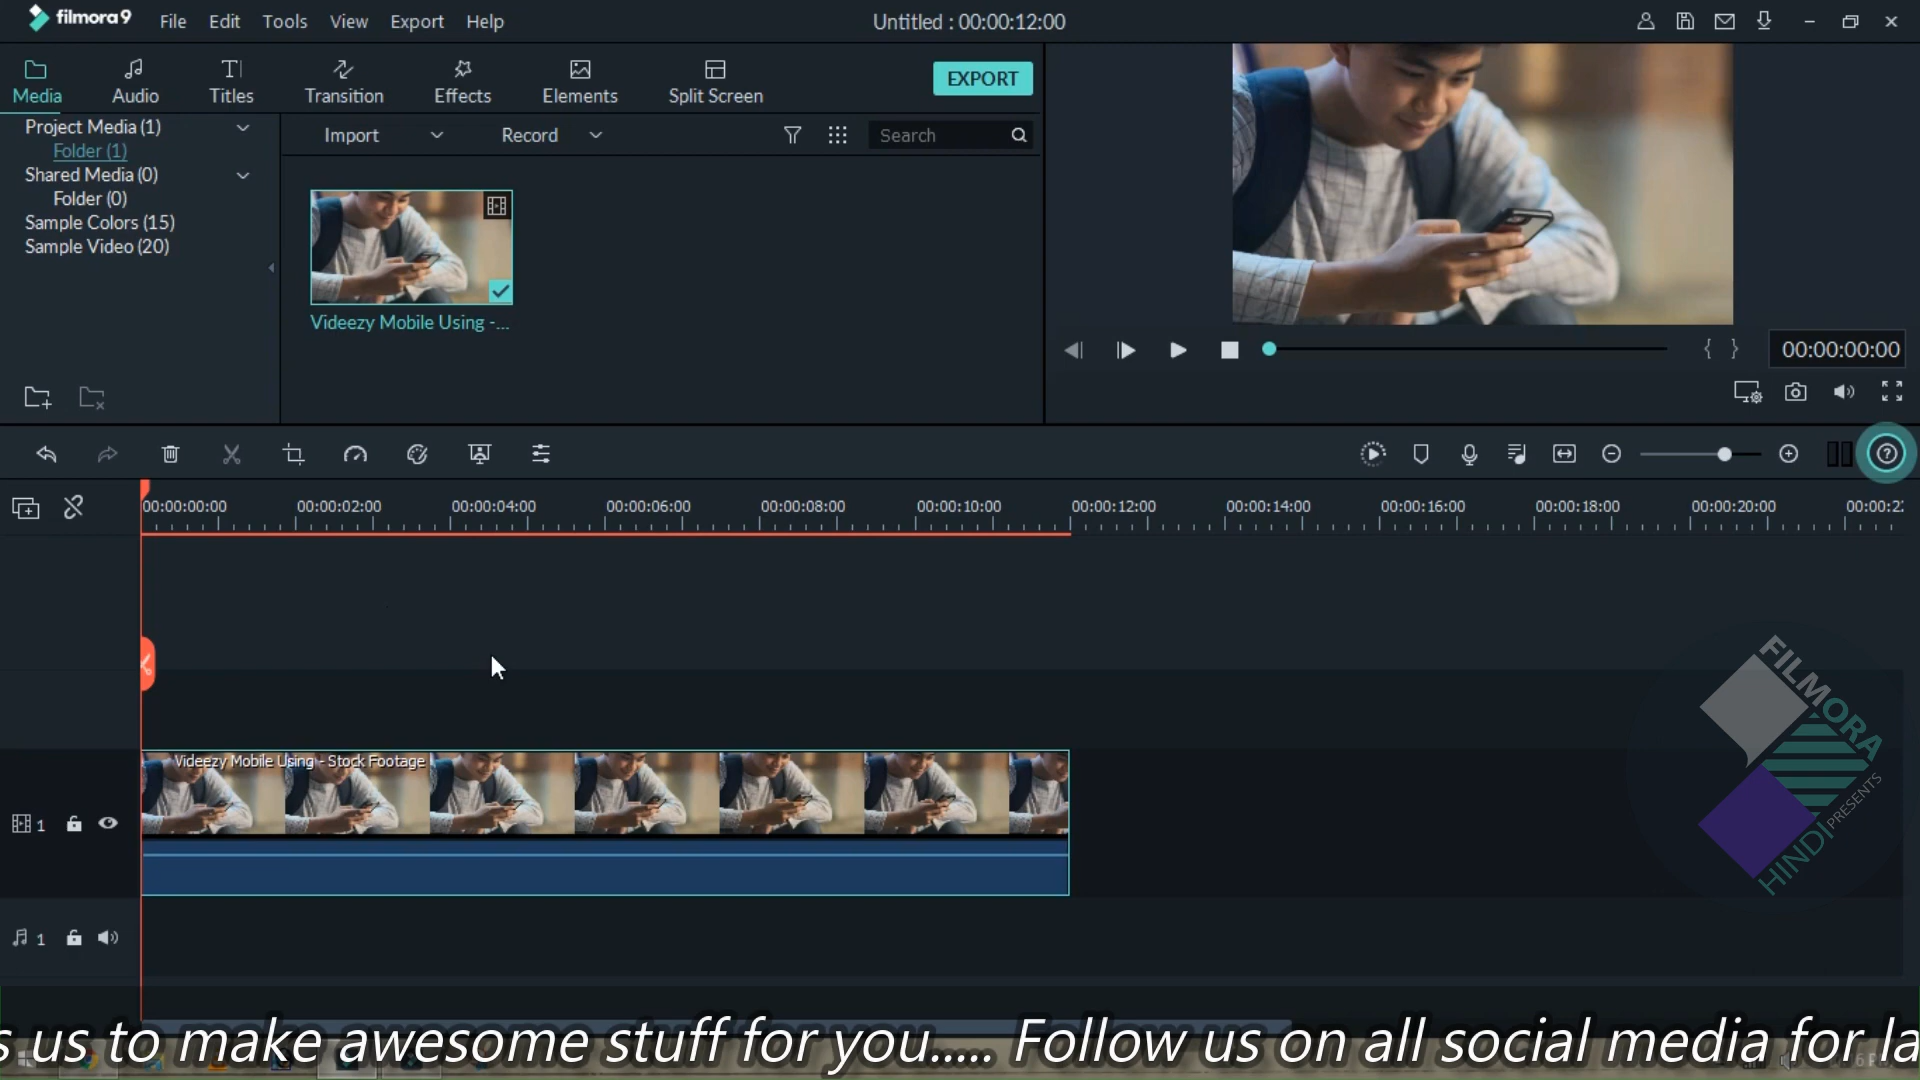 filmora9 File Edit Tools View Export Help Untitled : 00:00:12:00
Media Audio Titles Transition Effects Elements Split Screen EXPORT
Project Media (1)
Folder (1)
Shared Media (0)
Folder (0)
Sample Colors (15)
Sample Video (20)
Import Record Search
Videezy Mobile Using -...
00:00:00:00
00:00:00:00 00:00:02:00 00:00:04:00 00:00:06:00 00:00:08:00 00:00:10:00 00:00:12:00 00:00:14:00 00:00:16:00 00:00:18:00 00:00:20:00
Videezy Mobile Using - Stock Footage
1
1
FILMORA
HINDI
PRESENTS
us to make awesome stuff for you..... Follow us on all social media for la